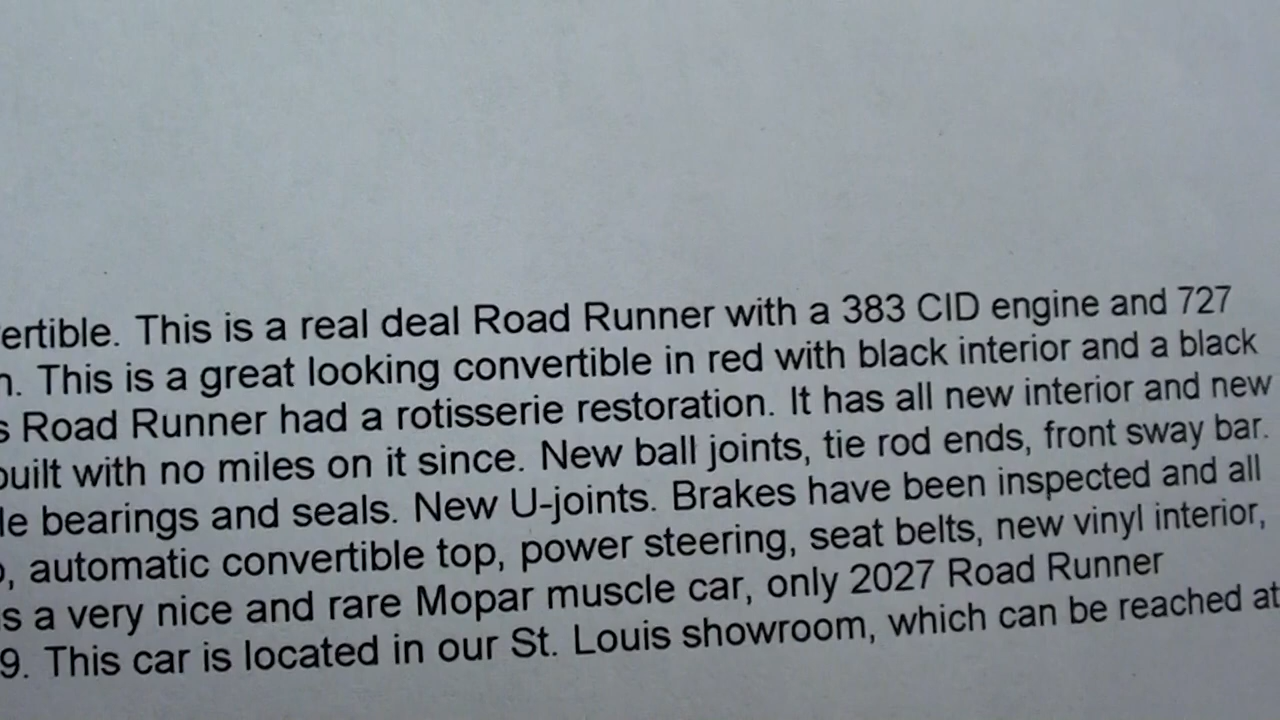 ertible. This is a real deal Road Runner with a 383 CID engine and 727
n. This is a great looking convertible in red with black interior and a black
s Road Runner had a rotisserie restoration. It has all new interior and new
built with no miles on it since. New ball joints, tie rod ends, front sway bar.
le bearings and seals. New U-joints. Brakes have been inspected and all
, automatic convertible top, power steering, seat belts, new vinyl interior,
s a very nice and rare Mopar muscle car, only 2027 Road Runner
9. This car is located in our St. Louis showroom, which can be reached at